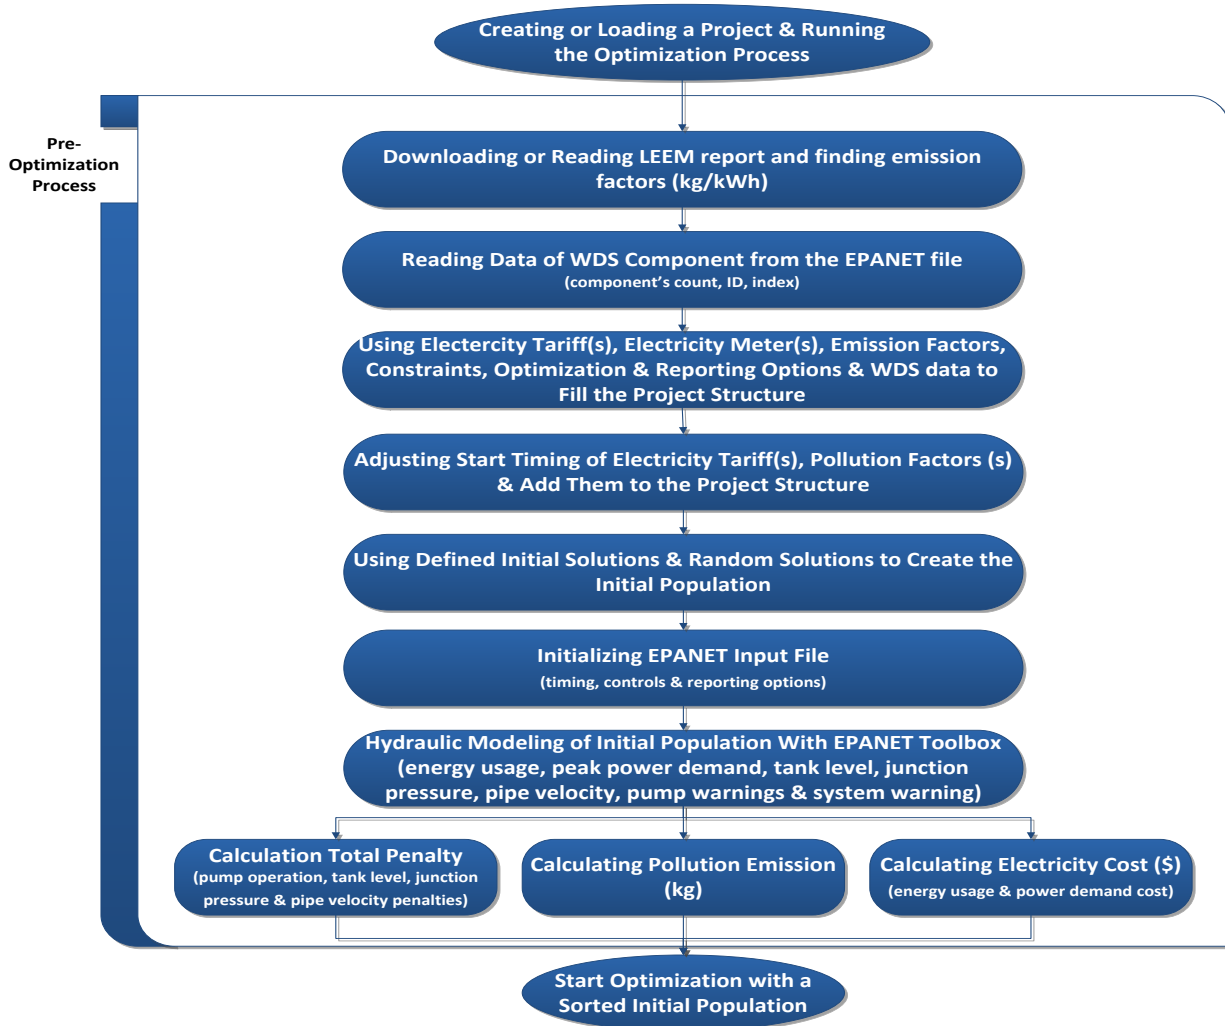 Creating or Loading a Project & Running
the Optimization Process
Pre-
Optimization
Process
Downloading or Reading LEEM report and finding emission
factors (kg/kWh)
Reading Data of WDS Component from the EPANET file
(component's count, ID, index)
Using Electercity Tariff(s), Electricity Meter(s), Emission Factors,
Constraints, Optimization & Reporting Options & WDS data to
Fill the Project Structure
Adjusting Start Timing of Electricity Tariff(s), Pollution Factors (s)
& Add Them to the Project Structure
Using Defined Initial Solutions & Random Solutions to Create the
Initial Population
Initializing EPANET Input File
(timing, controls & reporting options)
Hydraulic Modeling of Initial Population With EPANET Toolbox
(energy usage, peak power demand, tank level, junction
pressure, pipe velocity, pump warnings & system warning)
Calculation Total Penalty
(pump operation, tank level, junction
pressure & pipe velocity penalties)
Calculating Pollution Emission
(kg)
Calculating Electricity Cost ($)
(energy usage & power demand cost)
Start Optimization with a
Sorted Initial Population